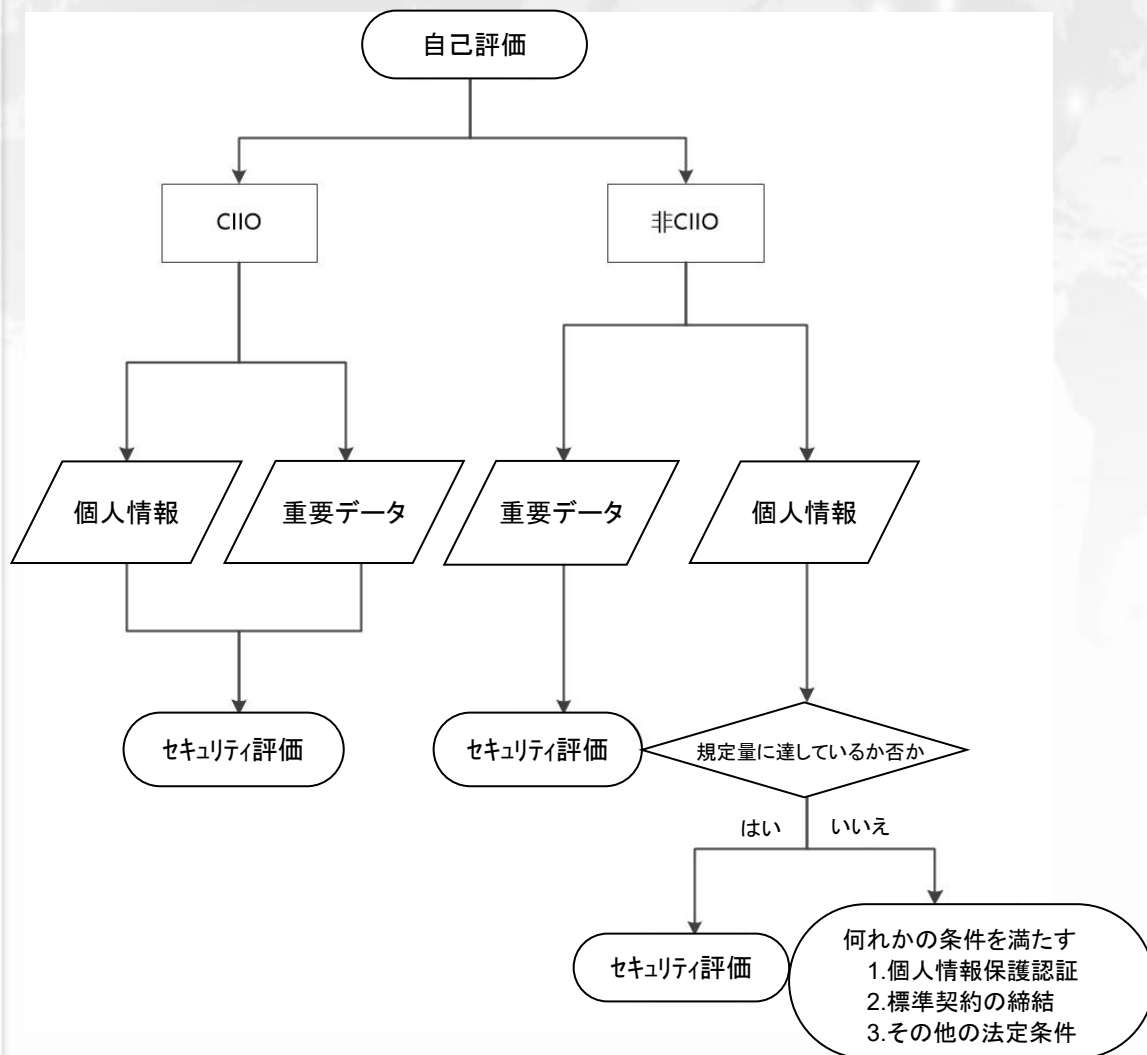 自己評価
CIIO
非CIIO
個人情報
重要データ
重要データ
個人情報
セキュリティ評価
セキュリティ評価
規定量に達しているか否か
はい
いいえ
セキュリティ評価
何れかの条件を満たす
1.個人情報保護認証
2.標準契約の締結
3.その他の法定条件